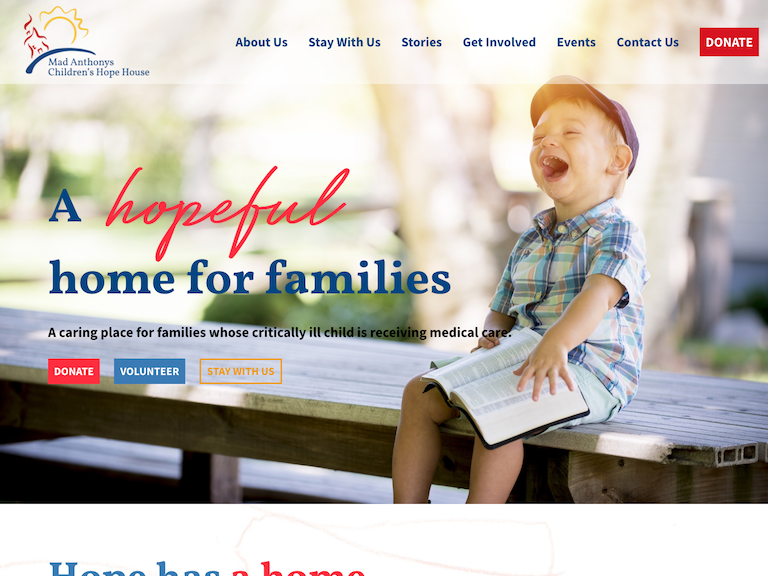 Mad Anthonys
Children's Hope House
About Us
Stay With Us
Stories
Get Involved
Events
Contact Us
DONATE
A hopeful
home for families
A caring place for families whose critically ill child is receiving medical care.
DONATE
VOLUNTEER
STAY WITH US
Hope has a home